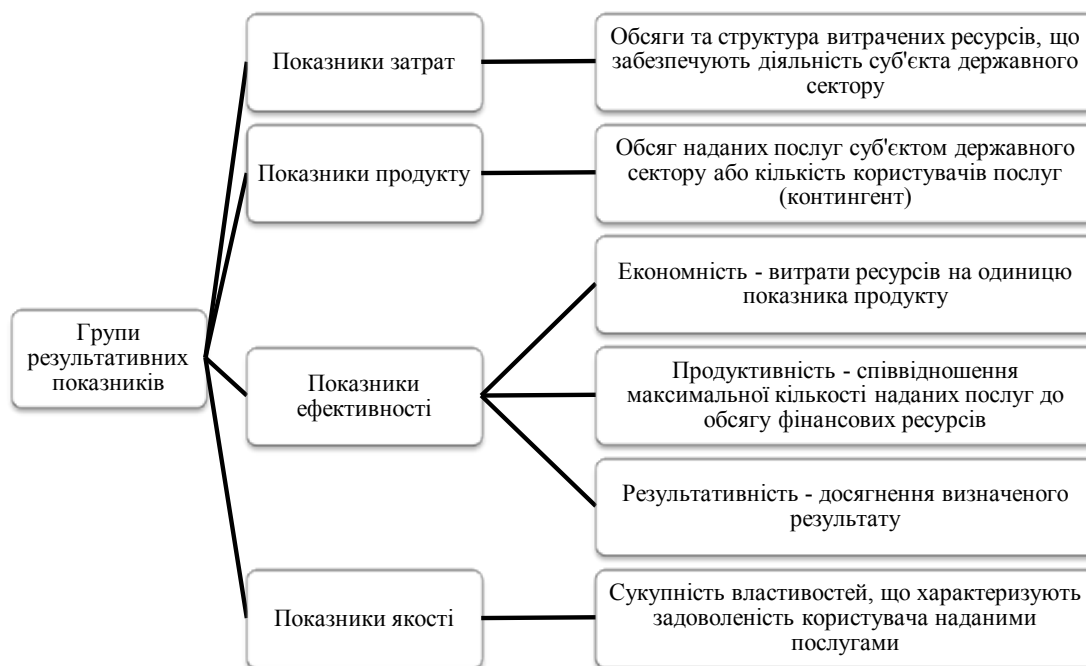 Групи
результативних
показників
Показники затрат
Обсяги та структура витрачених ресурсів, що
забезпечують діяльність суб'єкта державного
сектору
Показники продукту
Обсяг наданих послуг суб'єктом державного
сектору або кількість користувачів послуг
(контингент)
Показники
ефективності
Економність - витрати ресурсів на одиницю
показника продукту
Продуктивність - співвідношення
максимальної кількості наданих послуг до
обсягу фінансових ресурсів
Результативність - досягнення визначеного
результату
Показники якості
Сукупність властивостей, що характеризують
задоволеність користувача наданими
послугами